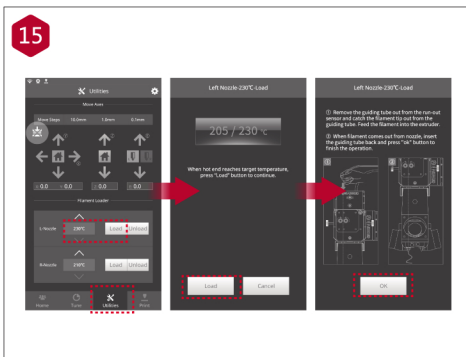 15
Utilities
Move Axes
Move Steps 10.0mm 1.0mm 0.1mm
0.0 0.0 0.0 0.0
Filament Loader
L-Nozzle 230℃ Load Unload
R-Nozzle 230℃ Load Unload
Home Tune Utilities Print
Left Nozzle-230℃-Load
205 / 230 ℃
When hot end reaches target temperature,
press "Load" button to continue.
Load Cancel
Left Nozzle-230℃-Load
① Remove the guiding tube out from the run-out
sensor and catch the filament tip out from the
guiding tube. Feed the filament into the extruder.
② When filament comes out from nozzle, insert
the guiding tube back and press "ok" button to
finish the operation.
① ②
OK